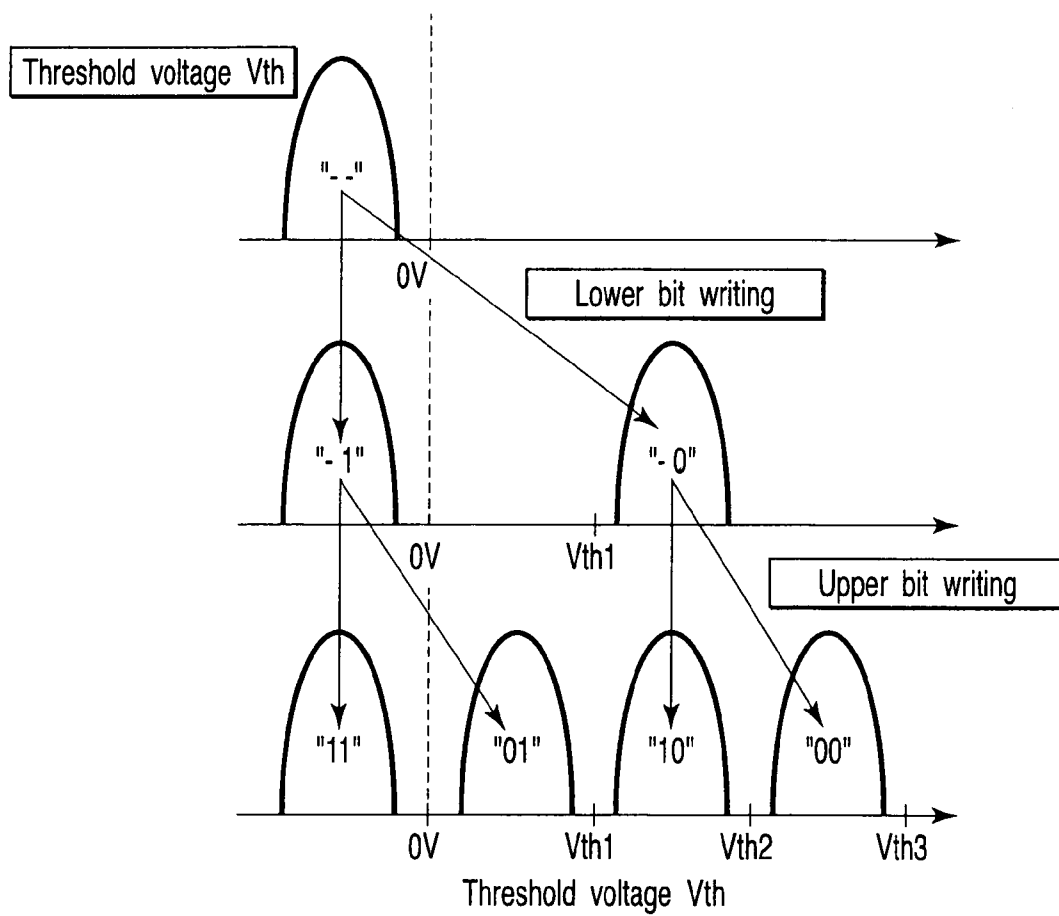 Threshold voltage Vth
"- -"
0V
Lower bit writing
"- 1"
"- 0"
0V
Vth1
Upper bit writing
"11"
"01"
"10"
"00"
0V
Vth1
Vth2
Vth3
Threshold voltage Vth